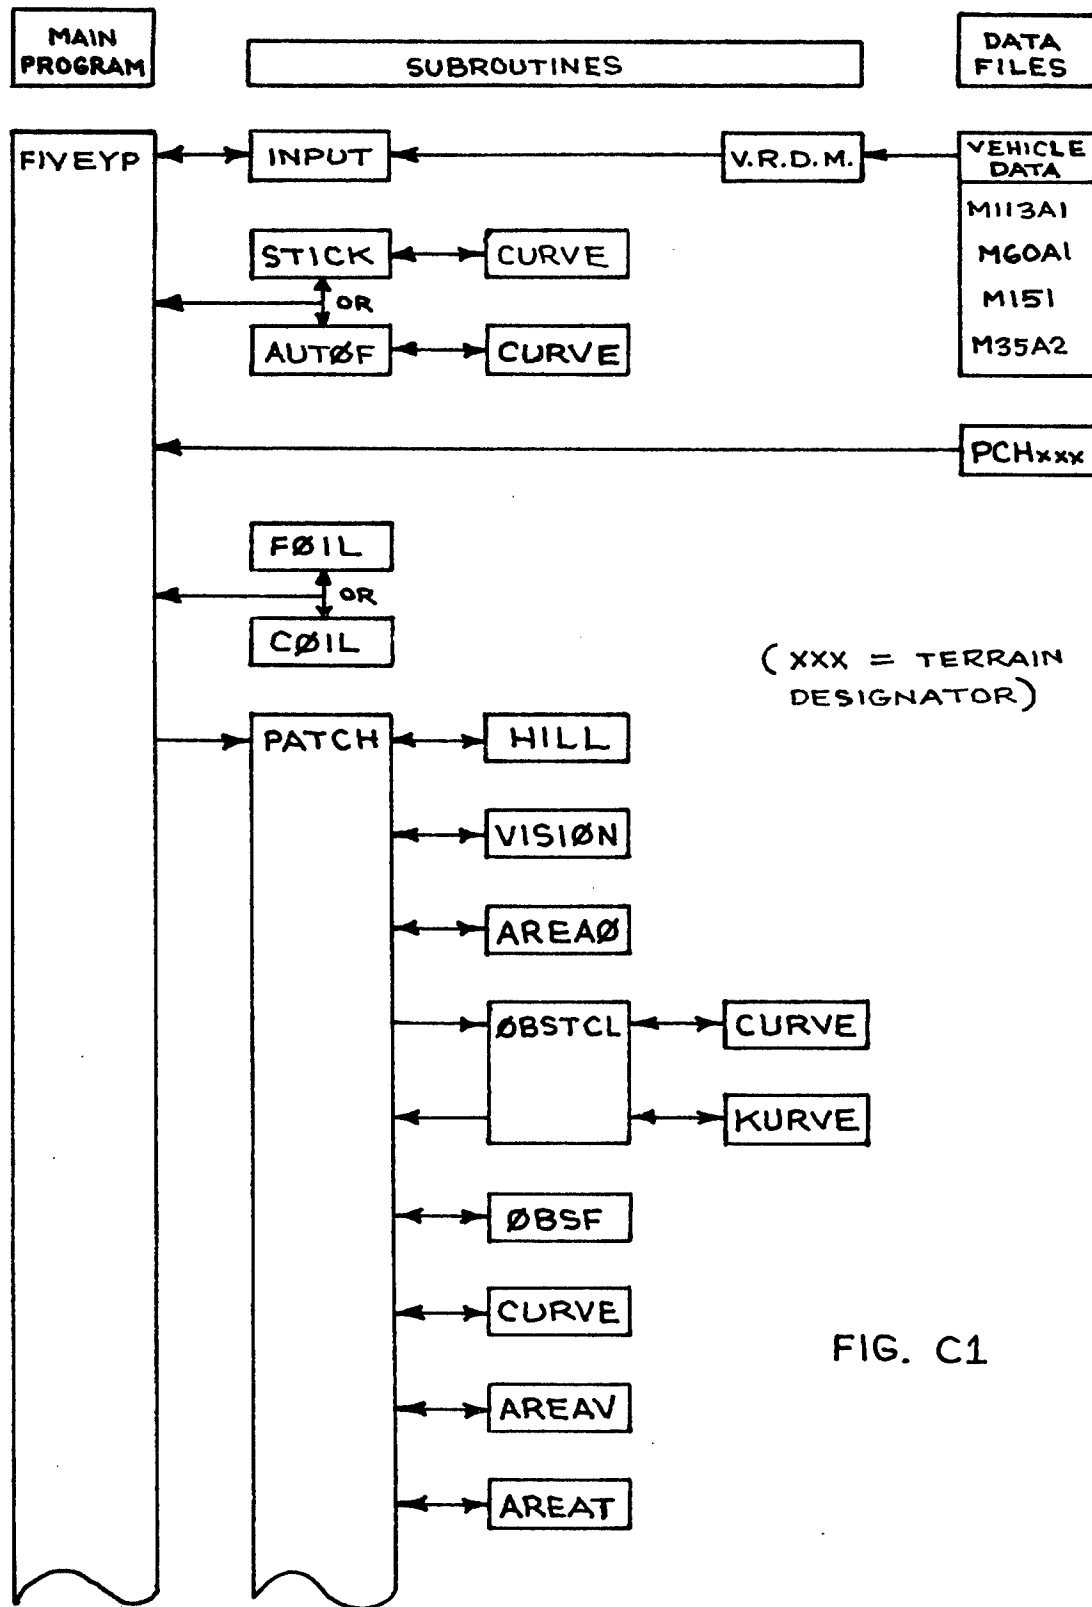 MAIN
PROGRAM
SUBROUTINES
DATA
FILES
FIVEYP
INPUT
V.R.D.M.
VEHICLE
DATA
M113A1
M60A1
M151
M35A2
STICK
CURVE
OR
AUTØF
CURVE
PCHxxx
FØIL
OR
CØIL
(XXX = TERRAIN
DESIGNATOR)
PATCH
HILL
VISIØN
AREAØ
ØBSTCL
CURVE
KURVE
ØBSF
CURVE
AREAV
AREAT
FIG. C1